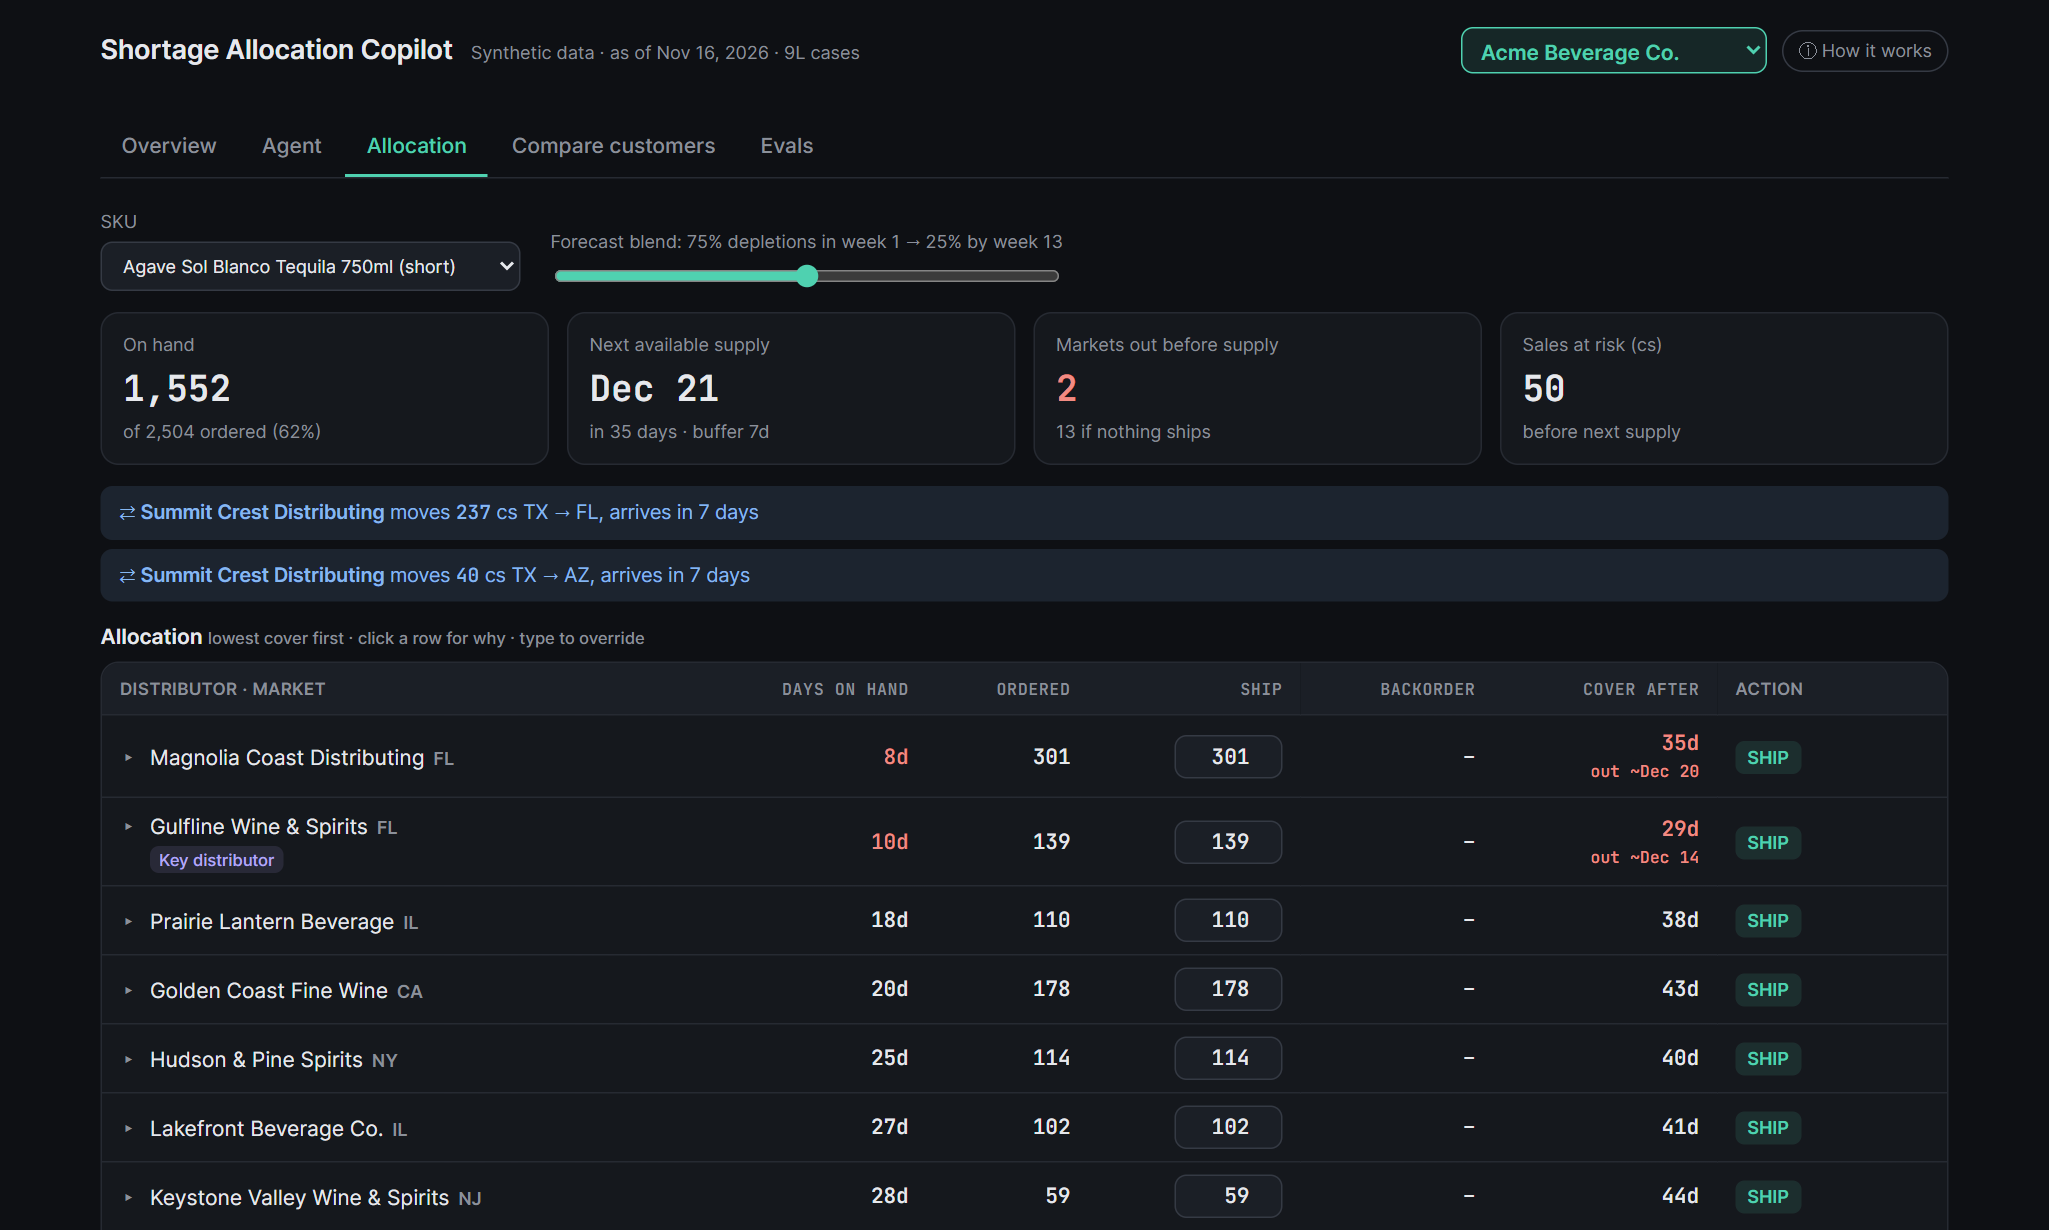 Shortage Allocation Copilot Synthetic data · as of Nov 16, 2026 · 9L cases
Acme Beverage Co.
ⓘ How it works
Overview Agent Allocation Compare customers Evals
SKU
Agave Sol Blanco Tequila 750ml (short)
Forecast blend: 75% depletions in week 1 → 25% by week 13
On hand
1,552
of 2,504 ordered (62%)
Next available supply
Dec 21
in 35 days · buffer 7d
Markets out before supply
2
13 if nothing ships
Sales at risk (cs)
50
before next supply
⇄ Summit Crest Distributing moves 237 cs TX → FL, arrives in 7 days
⇄ Summit Crest Distributing moves 40 cs TX → AZ, arrives in 7 days
Allocation lowest cover first · click a row for why · type to override
DISTRIBUTOR · MARKET DAYS ON HAND ORDERED SHIP BACKORDER COVER AFTER ACTION
▸ Magnolia Coast Distributing FL 8d 301 301 – 35d SHIP
out ~Dec 20
▸ Gulfline Wine & Spirits FL 10d 139 139 – 29d SHIP
Key distributor out ~Dec 14
▸ Prairie Lantern Beverage IL 18d 110 110 – 38d SHIP
▸ Golden Coast Fine Wine CA 20d 178 178 – 43d SHIP
▸ Hudson & Pine Spirits NY 25d 114 114 – 40d SHIP
▸ Lakefront Beverage Co. IL 27d 102 102 – 41d SHIP
▸ Keystone Valley Wine & Spirits NJ 28d 59 59 – 44d SHIP